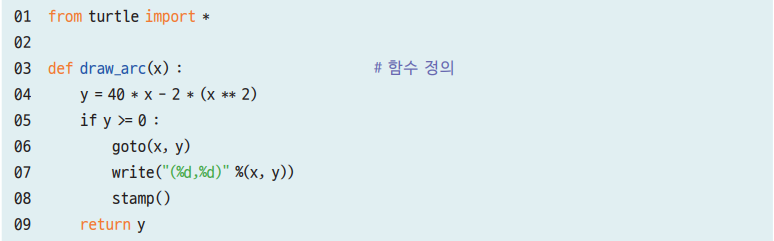 01 from turtle import *
02
03 def draw_arc(x) : # 함수 정의
04 y = 40 * x - 2 * (x ** 2)
05 if y >= 0 :
06 goto(x, y)
07 write("(%d,%d)" %(x, y))
08 stamp()
09 return y